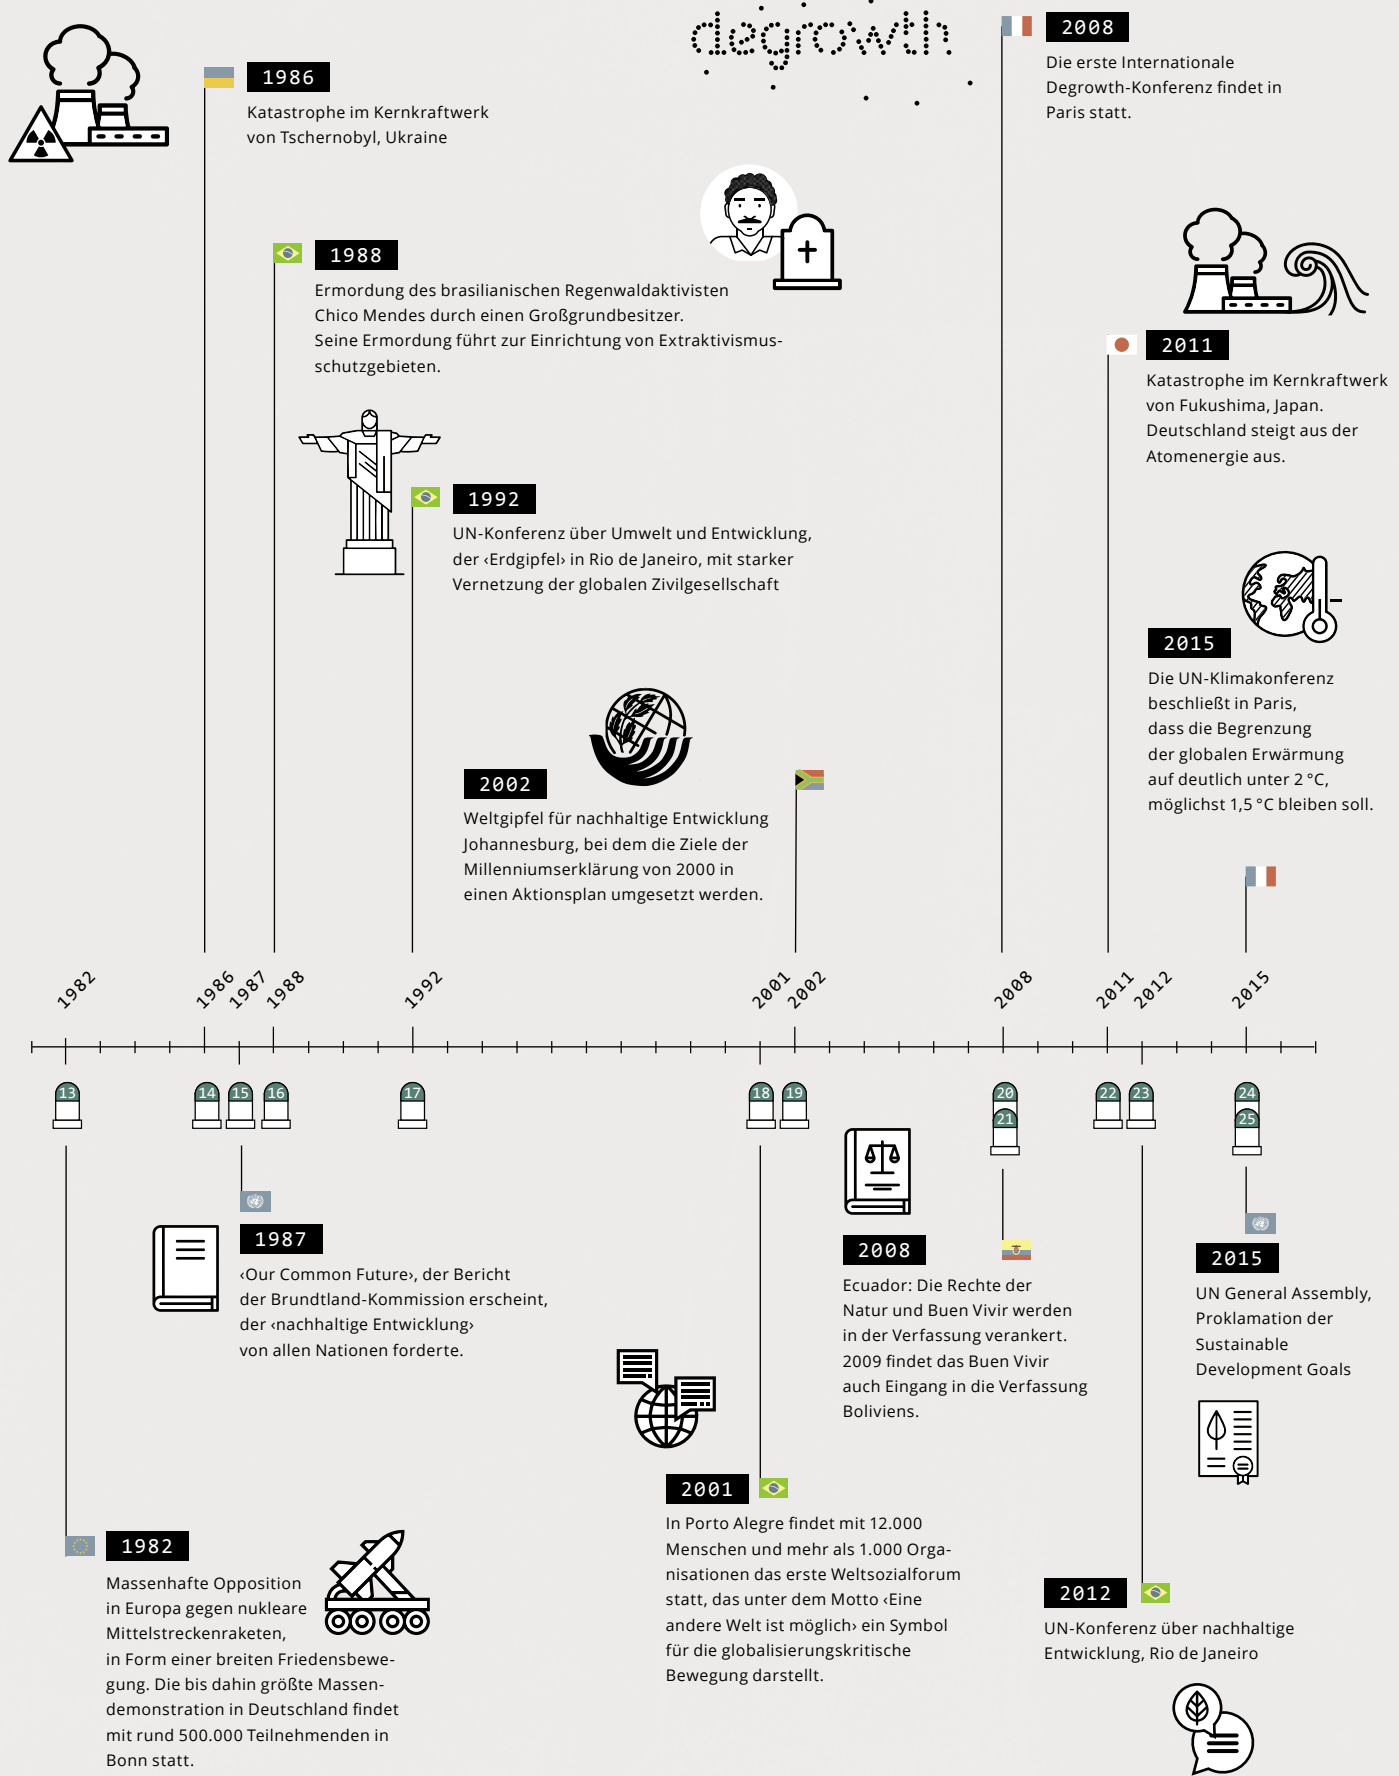 degrowth
1986
Katastrophe im Kernkraftwerk
von Tschernobyl, Ukraine
2008
Die erste Internationale
Degrowth-Konferenz findet in
Paris statt.
1988
Ermordung des brasilianischen Regenwaldaktivisten
Chico Mendes durch einen Großgrundbesitzer.
Seine Ermordung führt zur Einrichtung von Extraktivismus-
schutzgebieten.
2011
Katastrophe im Kernkraftwerk
von Fukushima, Japan.
Deutschland steigt aus der
Atomenergie aus.
1992
UN-Konferenz über Umwelt und Entwicklung,
der ‹Erdgipfel› in Rio de Janeiro, mit starker
Vernetzung der globalen Zivilgesellschaft
2015
Die UN-Klimakonferenz
beschließt in Paris,
dass die Begrenzung
der globalen Erwärmung
auf deutlich unter 2 °C,
möglichst 1,5 °C bleiben soll.
2002
Weltgipfel für nachhaltige Entwicklung
Johannesburg, bei dem die Ziele der
Millenniumserklärung von 2000 in
einen Aktionsplan umgesetzt werden.
1982 1986 1987 1988 1992 2001 2002 2008 2011 2012 2015
13 14 15 16 17 18 19 20 22 23 24
21 25
1987
‹Our Common Future›, der Bericht
der Brundtland-Kommission erscheint,
der ‹nachhaltige Entwicklung›
von allen Nationen forderte.
2008
Ecuador: Die Rechte der
Natur und Buen Vivir werden
in der Verfassung verankert.
2009 findet das Buen Vivir
auch Eingang in die Verfassung
Boliviens.
2015
UN General Assembly,
Proklamation der
Sustainable
Development Goals
2001
In Porto Alegre findet mit 12.000
Menschen und mehr als 1.000 Orga-
nisationen das erste Weltsozialforum
statt, das unter dem Motto ‹Eine
andere Welt ist möglich› ein Symbol
für die globalisierungskritische
Bewegung darstellt.
1982
Massenhafte Opposition
in Europa gegen nukleare
Mittelstreckenraketen,
in Form einer breiten Friedensbewe-
gung. Die bis dahin größte Massen-
demonstration in Deutschland findet
mit rund 500.000 Teilnehmenden in
Bonn statt.
2012
UN-Konferenz über nachhaltige
Entwicklung, Rio de Janeiro